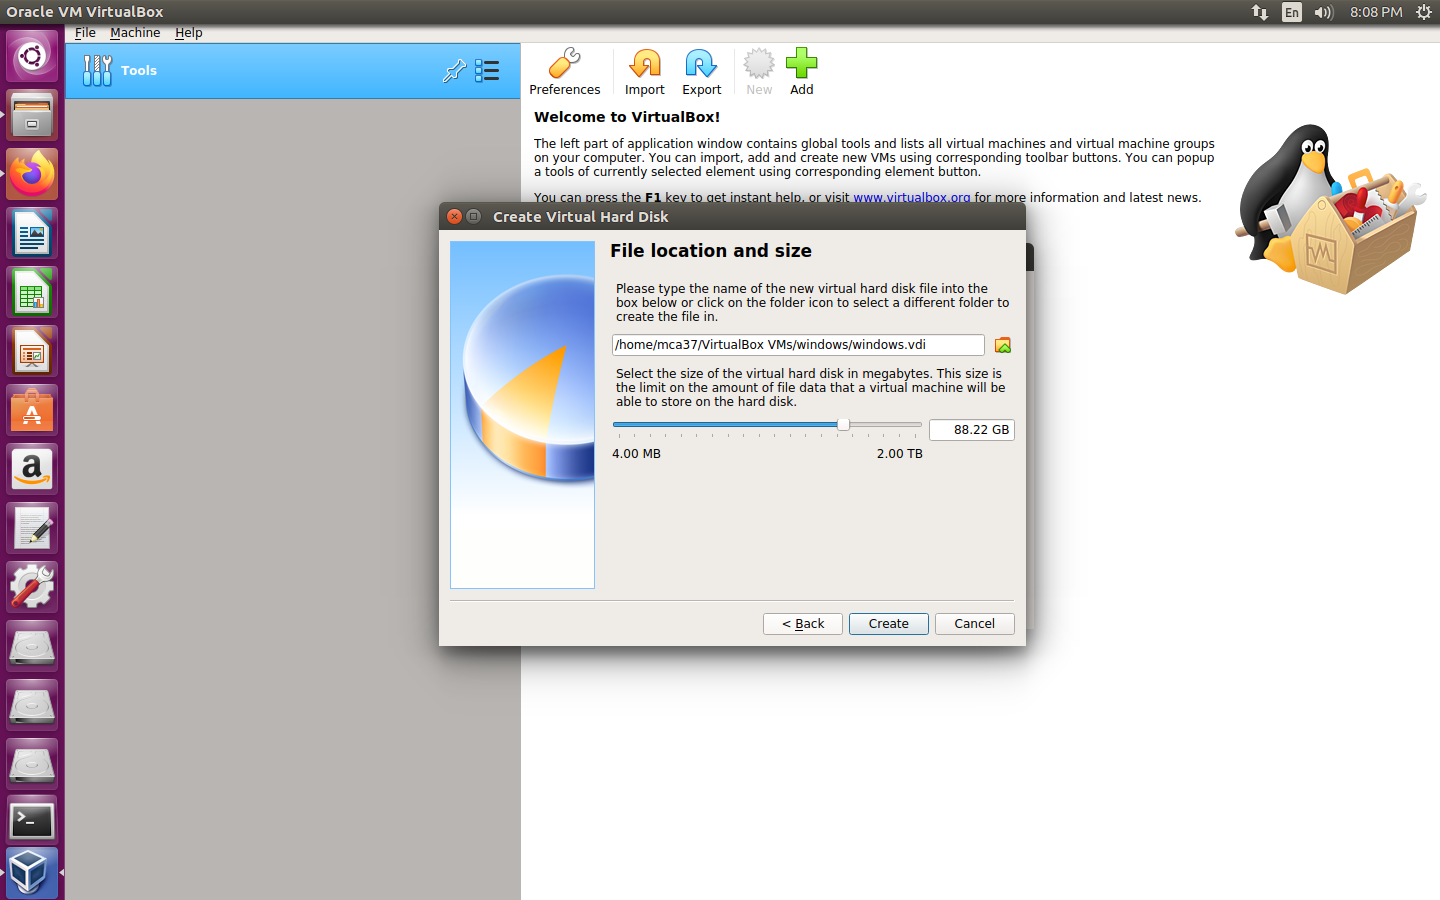 Oracle VM VirtualBox
En
8:08 PM
File Machine Help
Tools
Preferences Import Export New Add
Welcome to VirtualBox!
The left part of application window contains global tools and lists all virtual machines and virtual machine groups
on your computer. You can import, add and create new VMs using corresponding toolbar buttons. You can popup
a tools of currently selected element using corresponding element button.
You can press the F1 key to get instant help, or visit www.virtualbox.org for more information and latest news.
Create Virtual Hard Disk
File location and size
Please type the name of the new virtual hard disk file into the
box below or click on the folder icon to select a different folder to
create the file in.
/home/mca37/VirtualBox VMs/windows/windows.vdi
Select the size of the virtual hard disk in megabytes. This size is
the limit on the amount of file data that a virtual machine will be
able to store on the hard disk.
88.22 GB
4.00 MB 2.00 TB
< Back Create Cancel